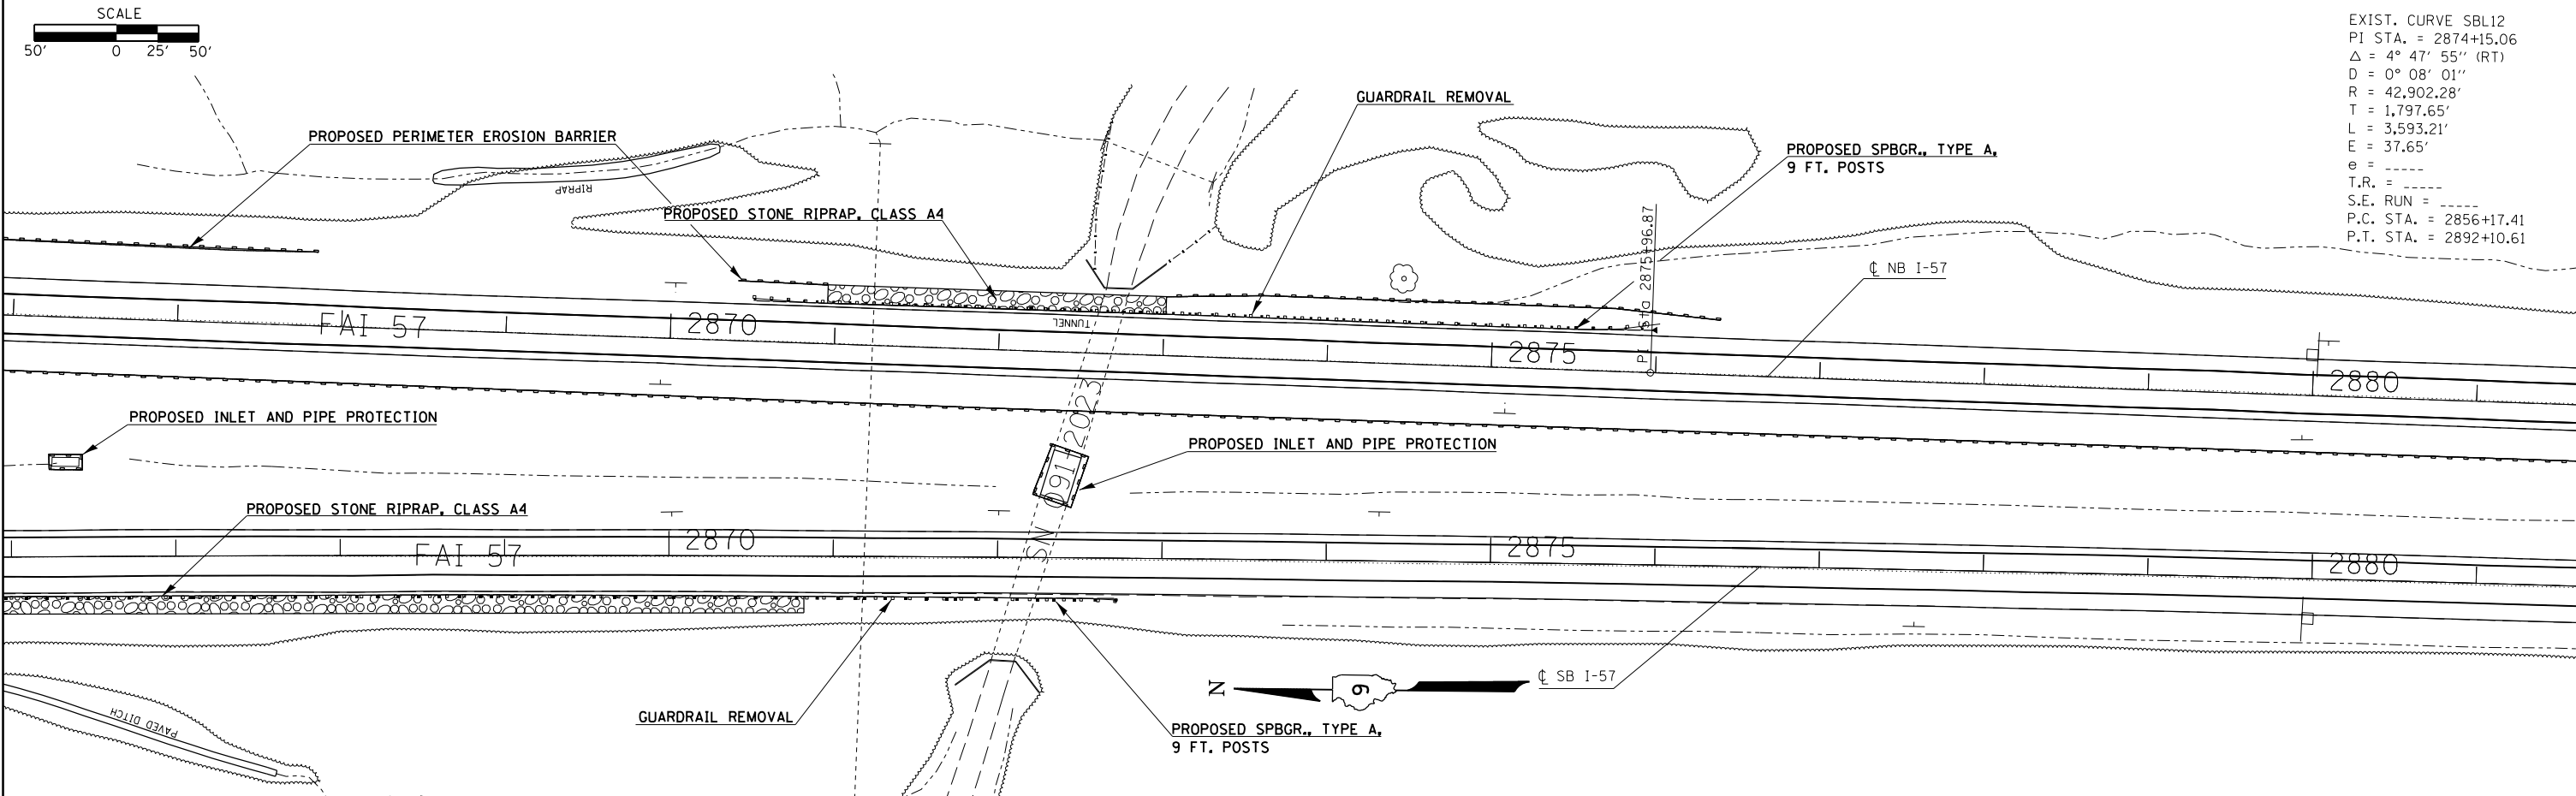 SCALE
50' 0 25' 50'
EXIST. CURVE SBL12
PI STA. = 2874+15.06
Δ = 4° 47' 55'' (RT)
D = 0° 08' 01''
R = 42,902.28'
T = 1,797.65'
L = 3,593.21'
E = 37.65'
e = _____
T.R. = _____
S.E. RUN = _____
P.C. STA. = 2856+17.41
P.T. STA. = 2892+10.61
GUARDRAIL REMOVAL
PROPOSED PERIMETER EROSION BARRIER
PROPOSED SPBGR., TYPE A,
9 FT. POSTS
RIPRAP
PROPOSED STONE RIPRAP, CLASS A4
PI Sta 2875+96.87
℄ NB I-57
FAI 57
2870
TUNNEL
2875
2880
PROPOSED INLET AND PIPE PROTECTION
PROPOSED INLET AND PIPE PROTECTION
SN 091-2023
PROPOSED STONE RIPRAP, CLASS A4
FAI 57
2870
2875
2880
℄ SB I-57
N
6
PAVED DITCH
GUARDRAIL REMOVAL
PROPOSED SPBGR., TYPE A,
9 FT. POSTS